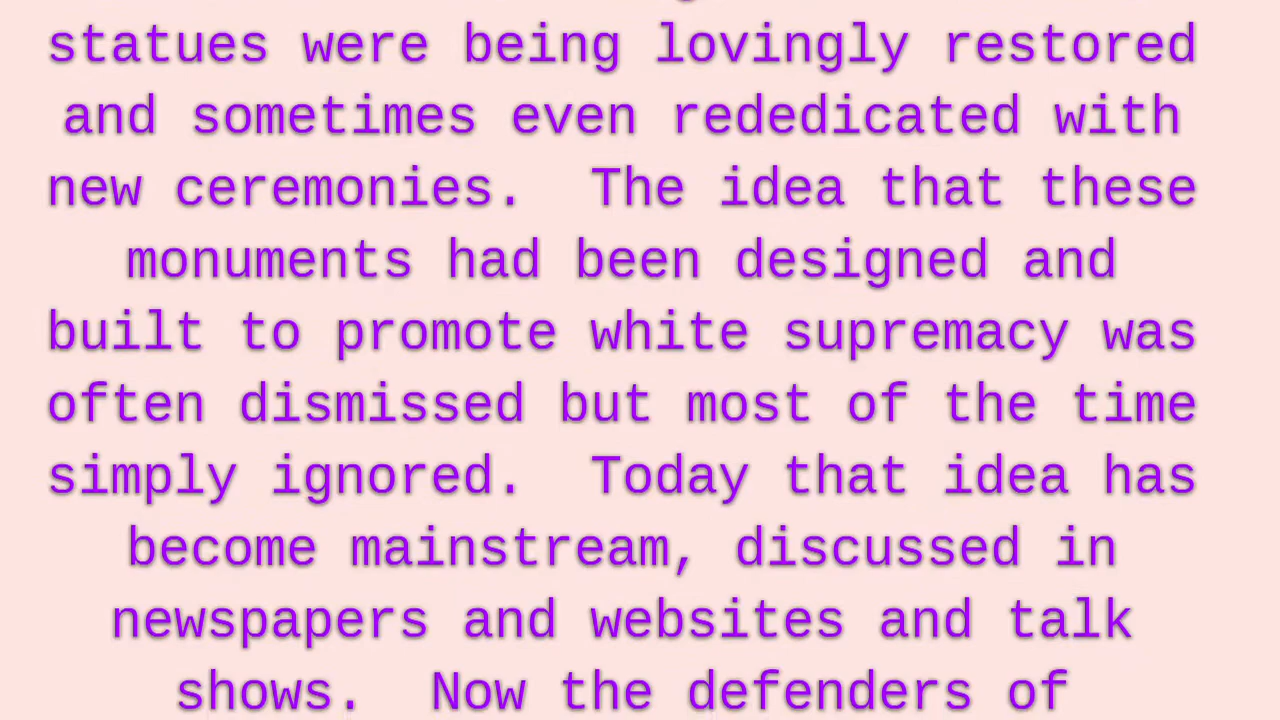 statues were being lovingly restored
and sometimes even rededicated with
new ceremonies.  The idea that these
monuments had been designed and
built to promote white supremacy was
often dismissed but most of the time
simply ignored.  Today that idea has
become mainstream, discussed in
newspapers and websites and talk
shows.  Now the defenders of